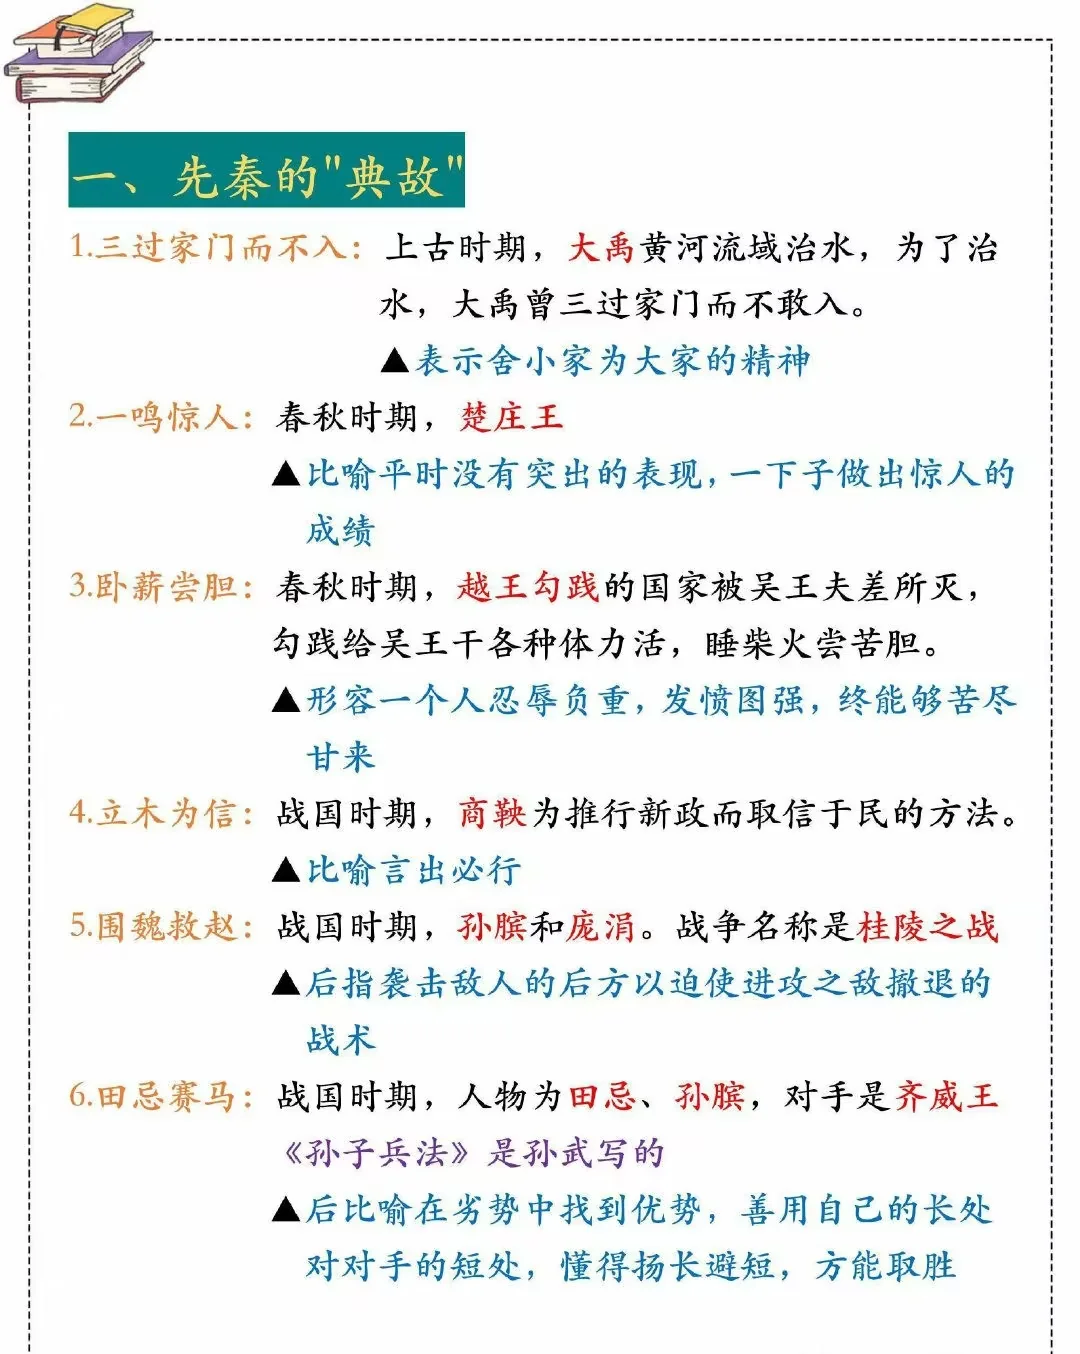 一、先秦的"典故"
1.三过家门而不入：上古时期，大禹黄河流域治水，为了治
水，大禹曾三过家门而不敢入。
▲表示舍小家为大家的精神
2.一鸣惊人：春秋时期，楚庄王
▲比喻平时没有突出的表现，一下子做出惊人的
成绩
3.卧薪尝胆：春秋时期，越王勾践的国家被吴王夫差所灭，
勾践给吴王干各种体力活，睡柴火尝苦胆。
▲形容一个人忍辱负重，发愤图强，终能够苦尽
甘来
4.立木为信：战国时期，商鞅为推行新政而取信于民的方法。
▲比喻言出必行
5.围魏救赵：战国时期，孙膑和庞涓。战争名称是桂陵之战
▲后指袭击敌人的后方以迫使进攻之敌撤退的
战术
6.田忌赛马：战国时期，人物为田忌、孙膑，对手是齐威王
《孙子兵法》是孙武写的
▲后比喻在劣势中找到优势，善用自己的长处
对对手的短处，懂得扬长避短，方能取胜